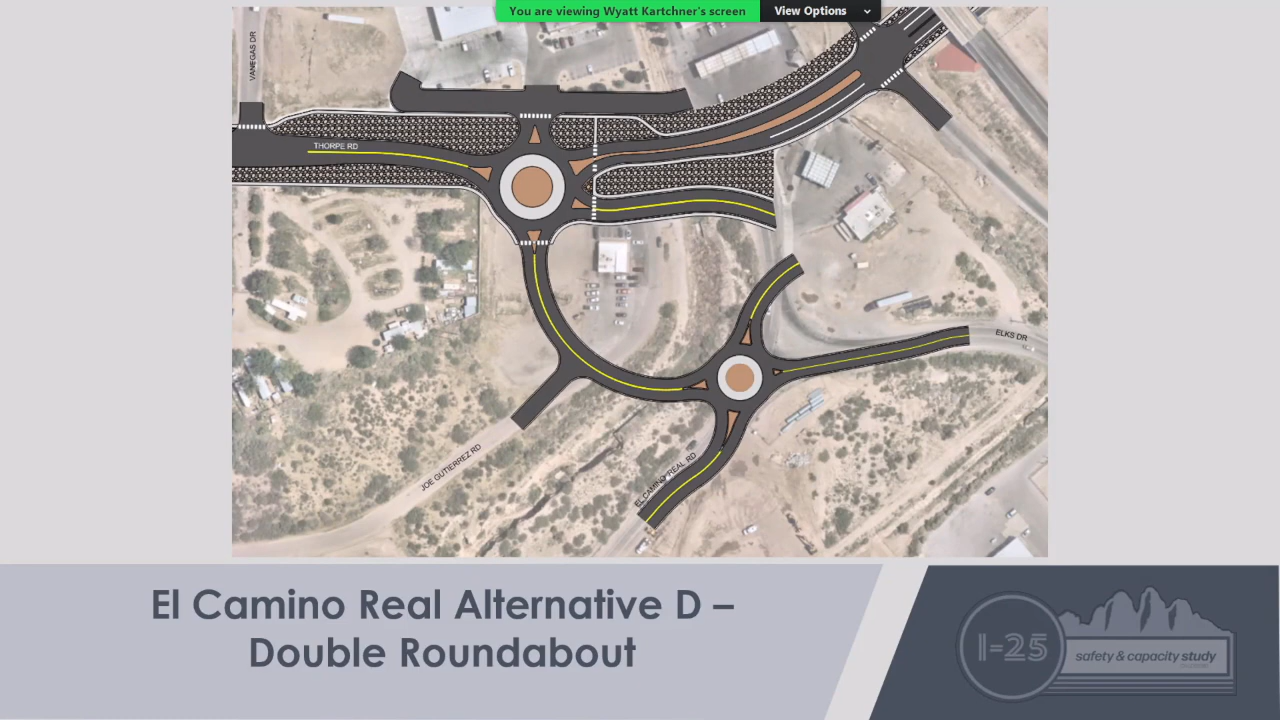 You are viewing Wyatt Kartchner's screen
View Options
VANEGAS DR
THORPE RD
ELKS DR
JOE GUTIERREZ RD
EL CAMINO REAL RD
El Camino Real Alternative D –
Double Roundabout
I-25
safety & capacity study